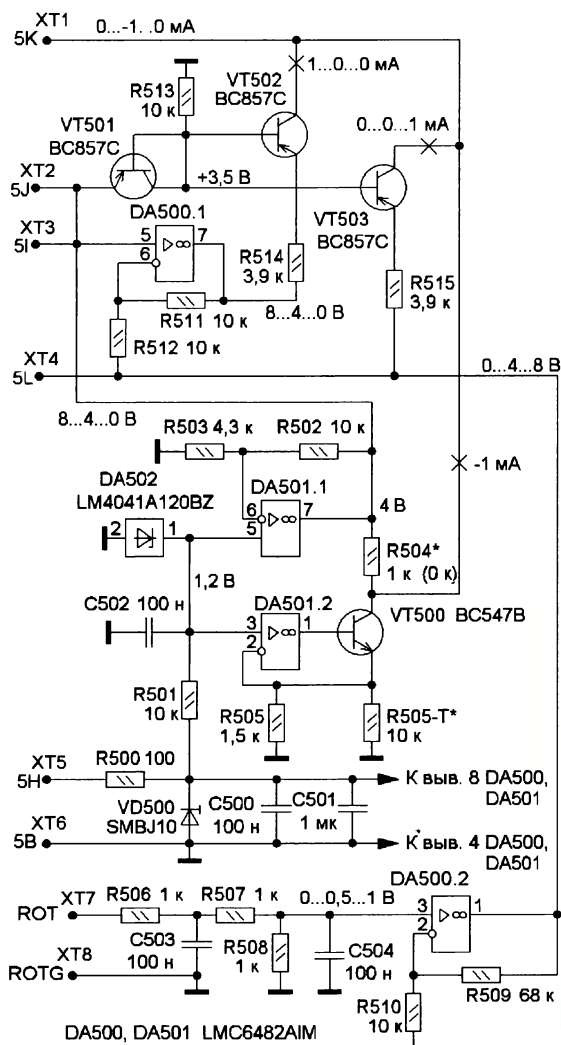 XT1
5K
0...-1...0 мА
R513
10 к
VT502
BC857C
1...0...0 мА
VT501
BC857C
0...0...1 мА
XT2
5J
+3,5 В
VT503
BC857C
XT3
5I
DA500.1
5
6
7
R514
3,9 к
R515
3,9 к
R511 10 к
8...4...0 В
R512 10 к
XT4
5L
0...4...8 В
8...4...0 В
R503 4,3 к
R502 10 к
-1 мА
DA502
LM4041A120BZ
DA501.1
2
1
6
5
7
4 В
R504*
1 к (0 к)
1,2 В
C502 100 н
DA501.2
VT500 BC547B
3
2
1
R501
10 к
R505
1,5 к
R505-T*
10 к
XT5
5H
R500 100
К выв. 8 DA500,
DA501
VD500
SMBJ10
C500
100 н
C501
1 мк
XT6
5B
К выв. 4 DA500,
DA501
DA500.2
ROT
XT7
R506 1 к
R507 1 к
0...0,5...1 В
3
2
1
XT8
ROTG
C503
100 н
R508
1 к
C504
100 н
R509 68 к
R510
10 к
DA500, DA501 LMC6482AIM